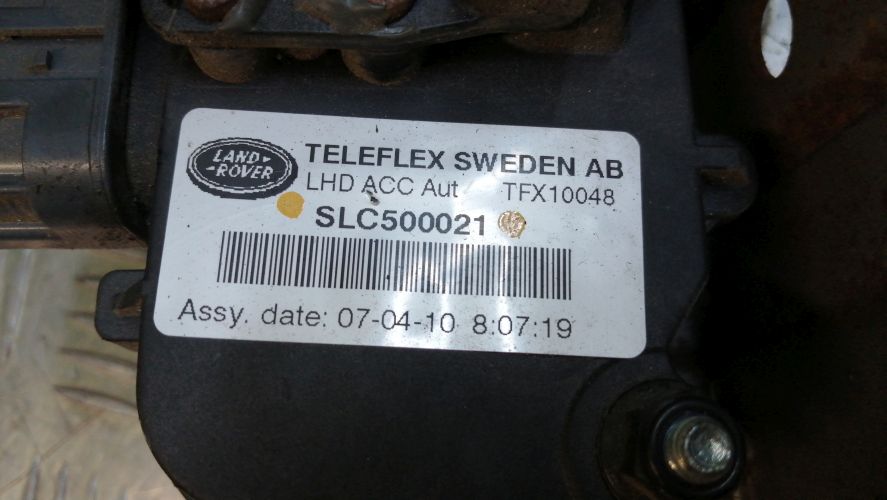 LAND
ROVER
TELEFLEX SWEDEN AB
LHD ACC Aut TFX10048
SLC500021
Assy. date: 07-04-10 8:07:19